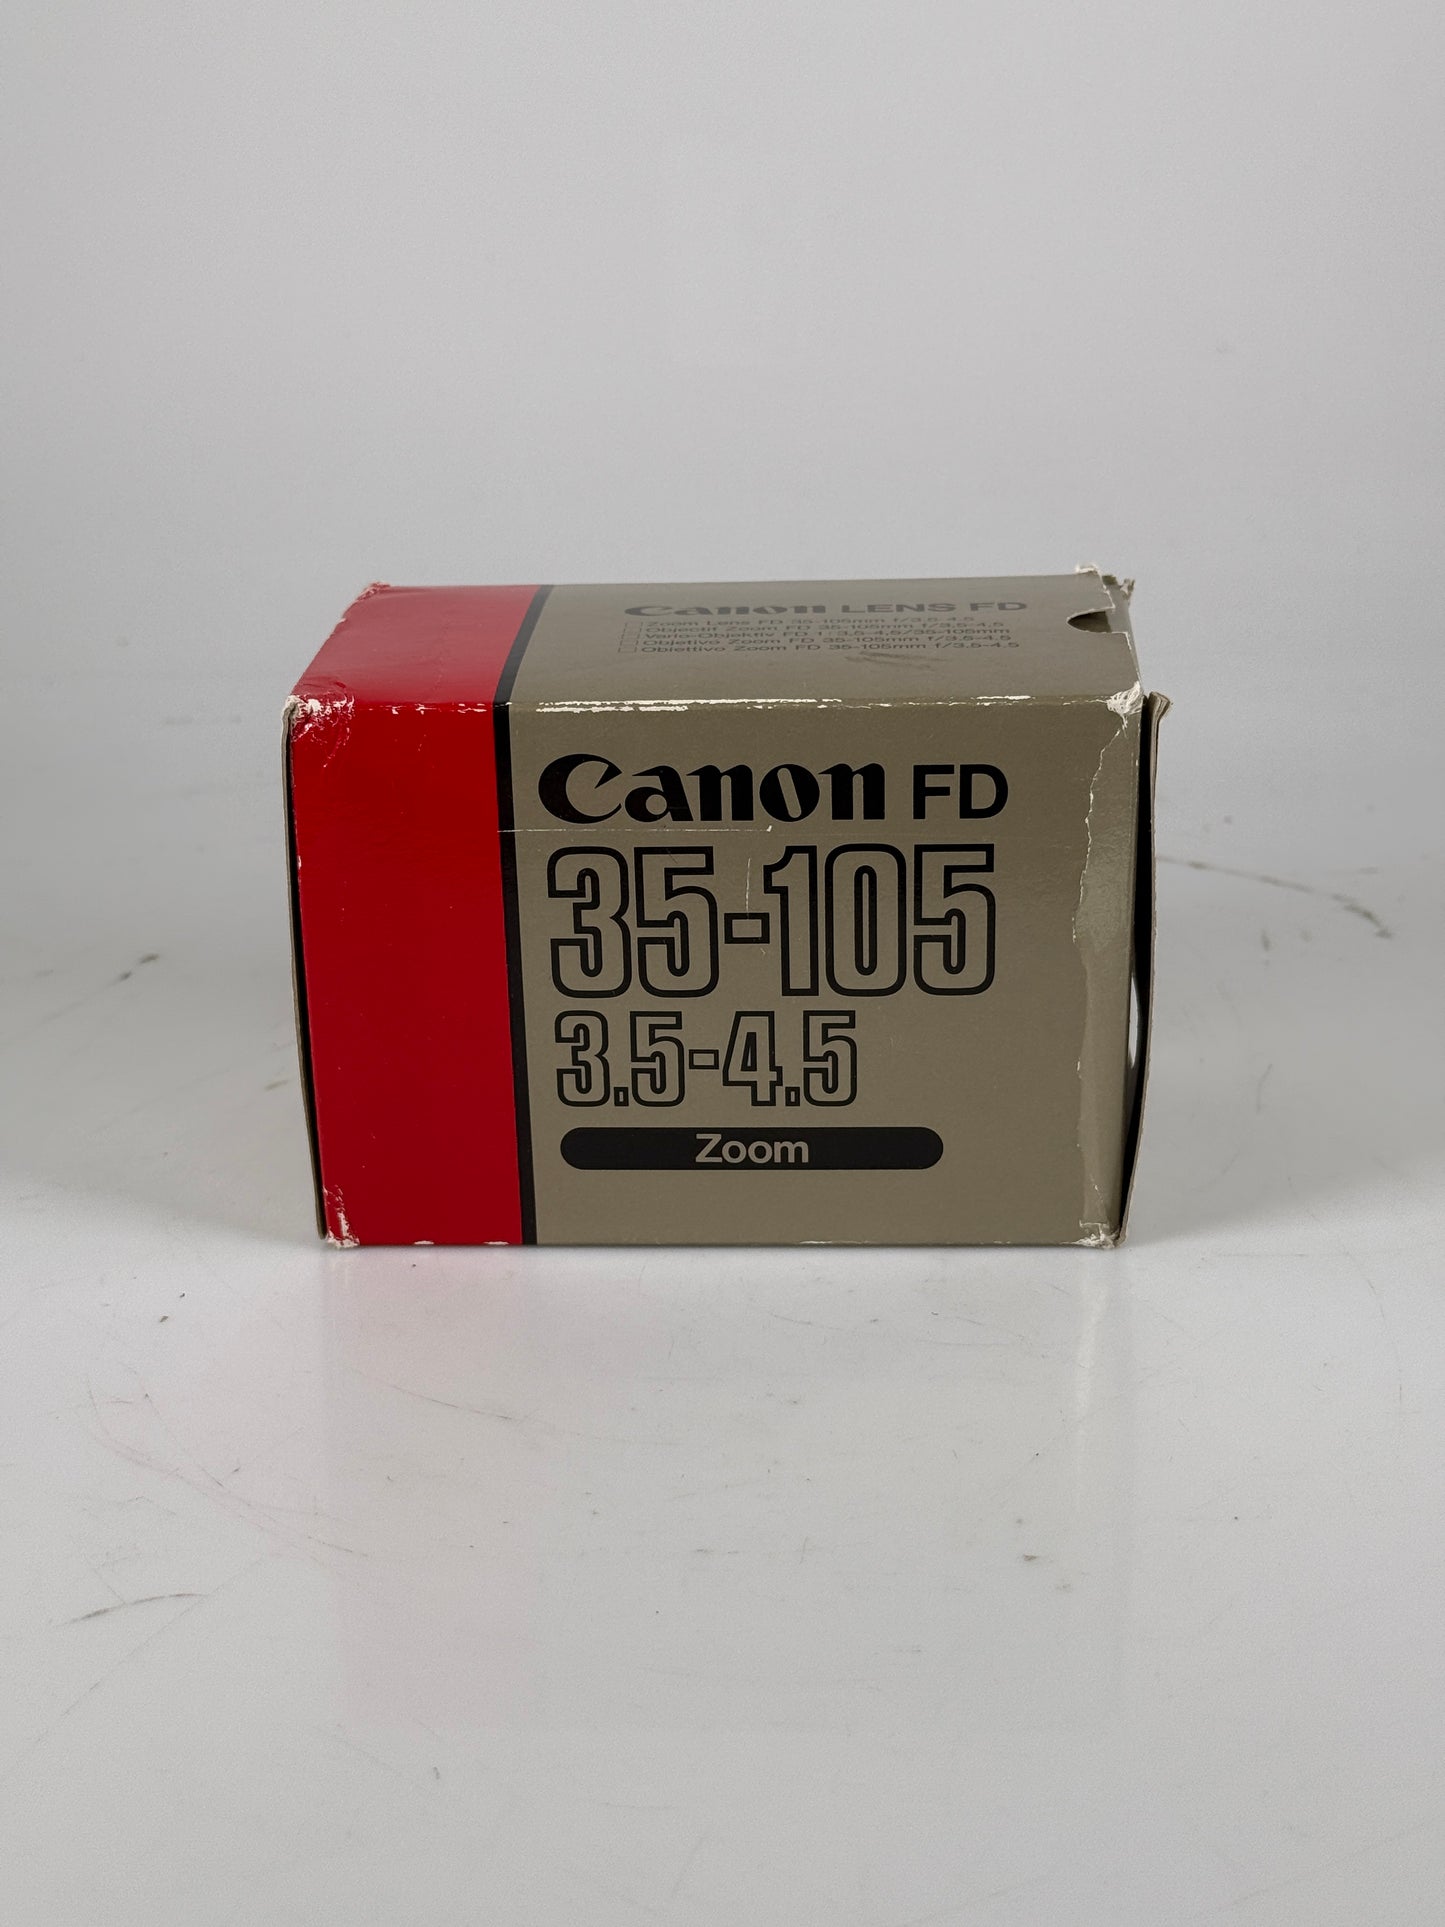 Canon LENS FD
Zoom Lens FD 35-105mm f/3.5-4.5
Objectif Zoom FD 35-105mm f/3.5-4.5
Vario-Objektiv FD 1 : 3.5-4.5/35-105mm
Objetivo Zoom FD 35-105mm f/3.5-4.5
Obiettivo Zoom FD 35-105mm f/3.5-4.5
Canon FD
35-105
3.5-4.5
Zoom